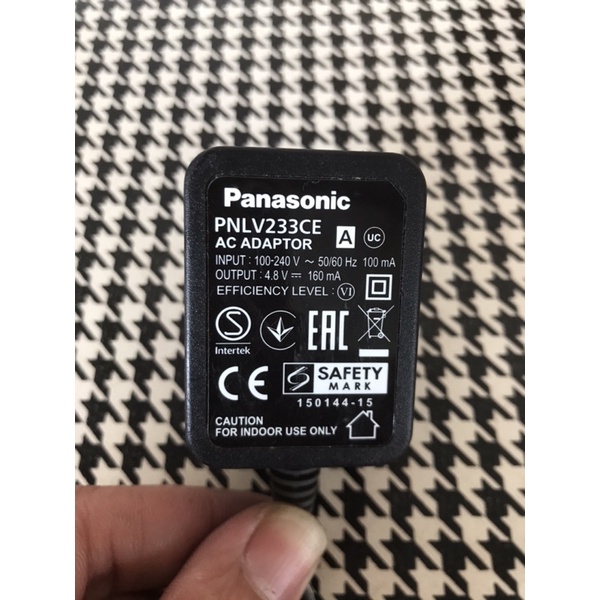 Panasonic
PNLV233CE
AC ADAPTOR A UC
INPUT : 100-240 V ~ 50/60 Hz 100 mA
OUTPUT : 4.8 V ⎓ 160 mA
EFFICIENCY LEVEL : VI
S
Intertek
EAC
CE
S SAFETY
MARK
150144-15
CAUTION
FOR INDOOR USE ONLY